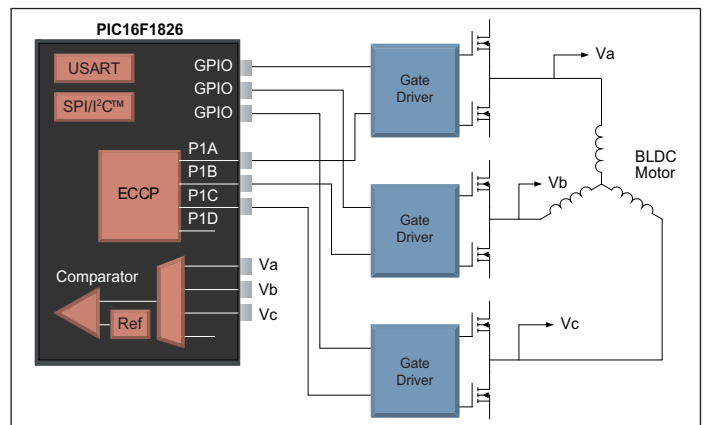 PIC16F1826
USART
SPI/I²C™
GPIO
GPIO
GPIO
ECCP
P1A
P1B
P1C
P1D
Comparator
Ref
Va
Vb
Vc
Gate
Driver
Gate
Driver
Gate
Driver
Va
Vb
Vc
BLDC
Motor